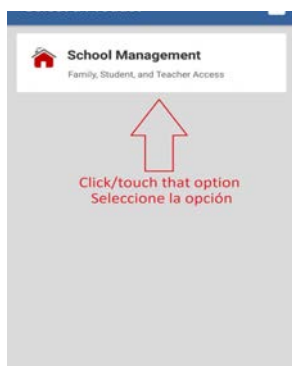 School Management
Family, Student, and Teacher Access
Click/touch that option
Seleccione la opción